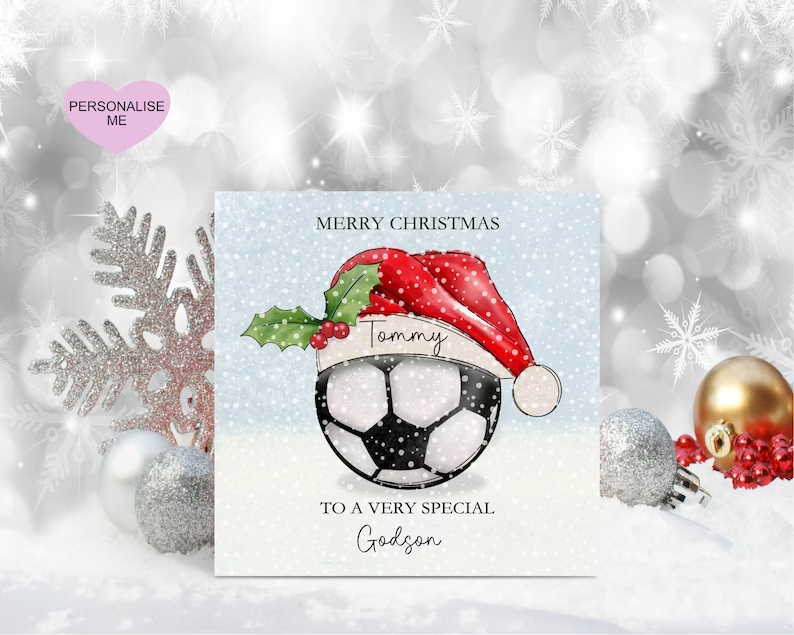 PERSONALISE
ME
MERRY CHRISTMAS
Tommy
TO A VERY SPECIAL
Godson